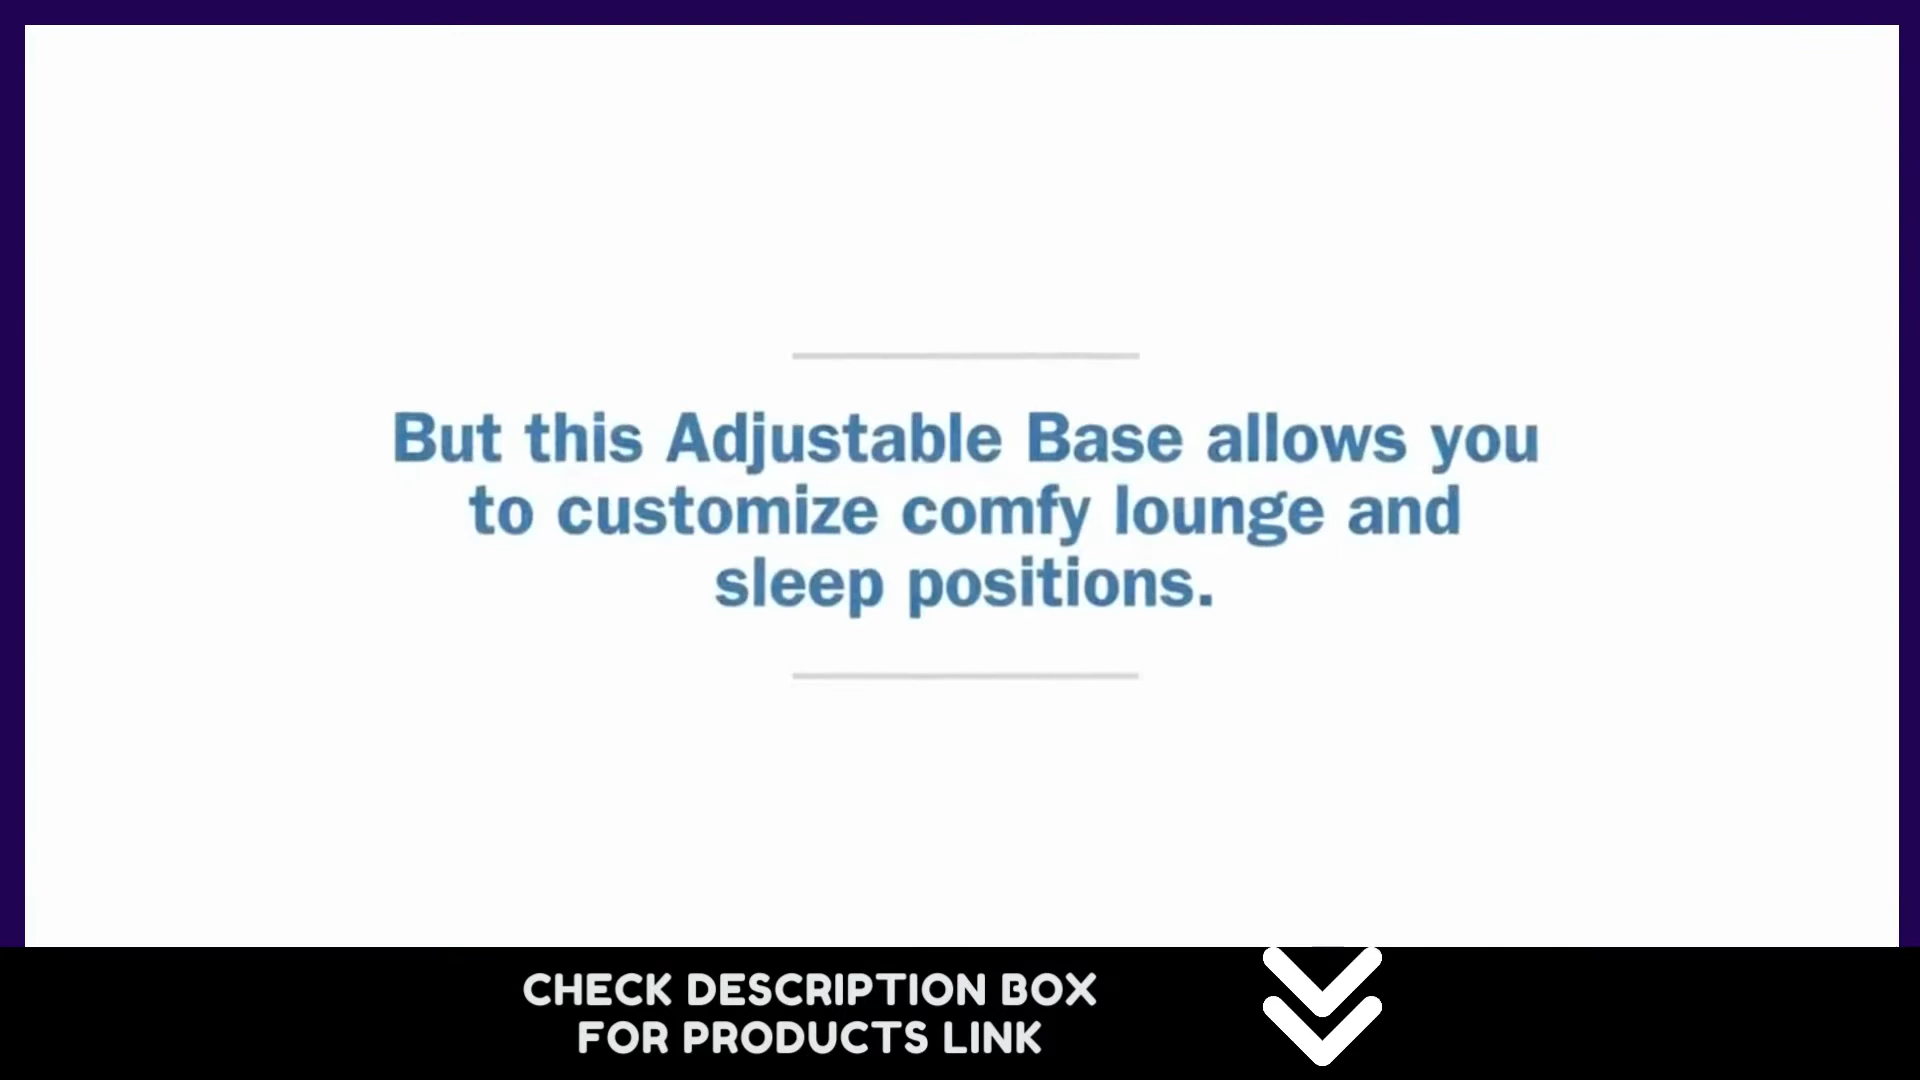 But this Adjustable Base allows you
to customize comfy lounge and
sleep positions.
CHECK DESCRIPTION BOX
FOR PRODUCTS LINK